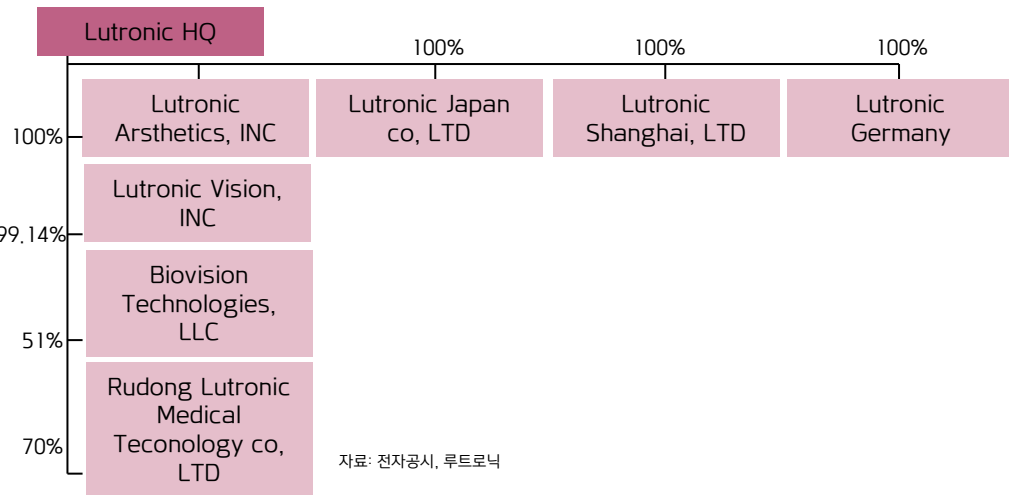 Lutronic HQ
100%
100%
100%
Lutronic
Arsthetics, INC
Lutronic Japan
co, LTD
Lutronic
Shanghai, LTD
Lutronic
Germany
100%
Lutronic Vision,
INC
99.14%
Biovision
Technologies,
LLC
51%
Rudong Lutronic
Medical
Teconology co,
LTD
70%
자료: 전자공시, 루트로닉